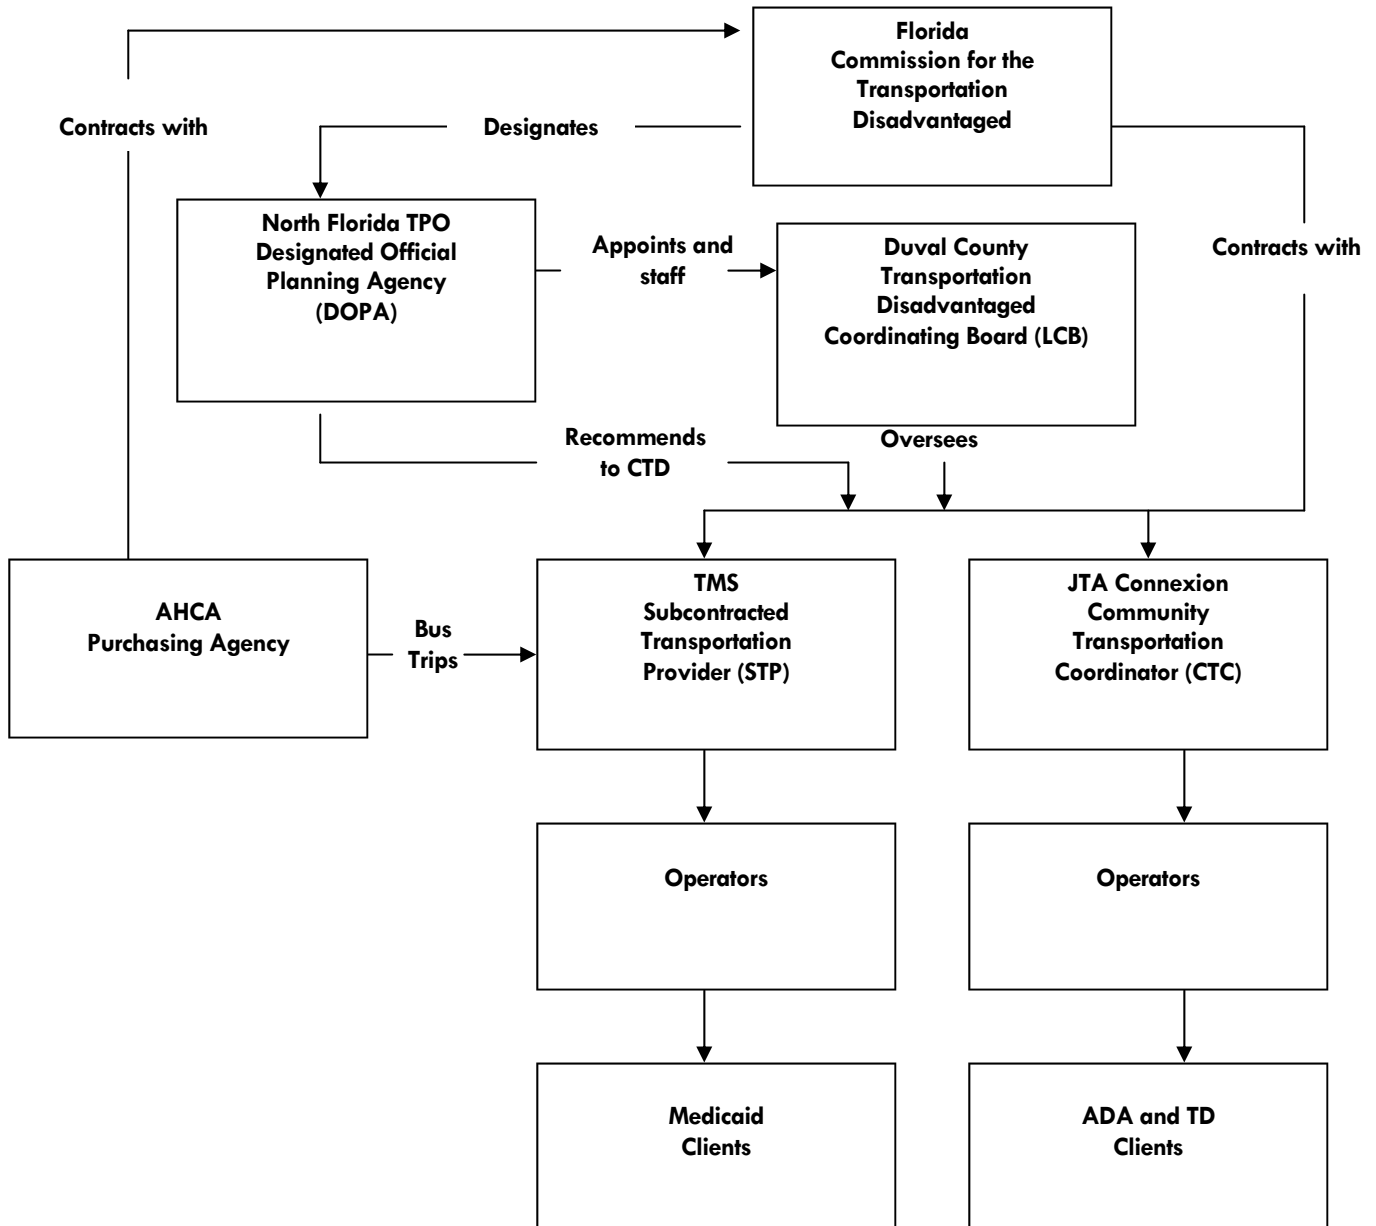 Florida
Commission for the
Transportation
Disadvantaged
Contracts with
Designates
North Florida TPO
Designated Official
Planning Agency
(DOPA)
Appoints and
staff
Duval County
Transportation
Disadvantaged
Coordinating Board (LCB)
Contracts with
Recommends
to CTD
Oversees
AHCA
Purchasing Agency
Bus
Trips
TMS
Subcontracted
Transportation
Provider (STP)
JTA Connexion
Community
Transportation
Coordinator (CTC)
Operators
Operators
Medicaid
Clients
ADA and TD
Clients